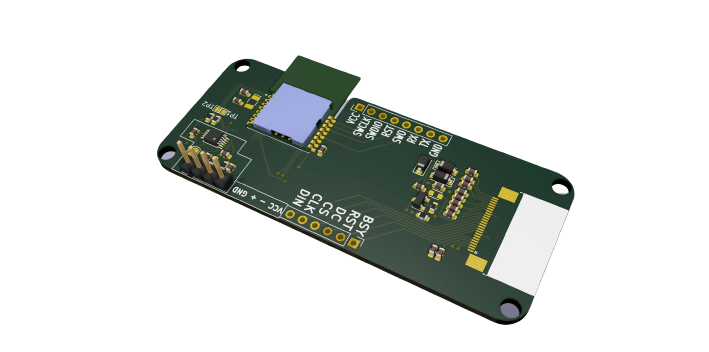 TP2
TP1
VCC
SWCLK
SWDIO
RST
SWO
RX
TX
GND
GND
+
-
VCC
DIN
CLK
CS
DC
RST
BSY